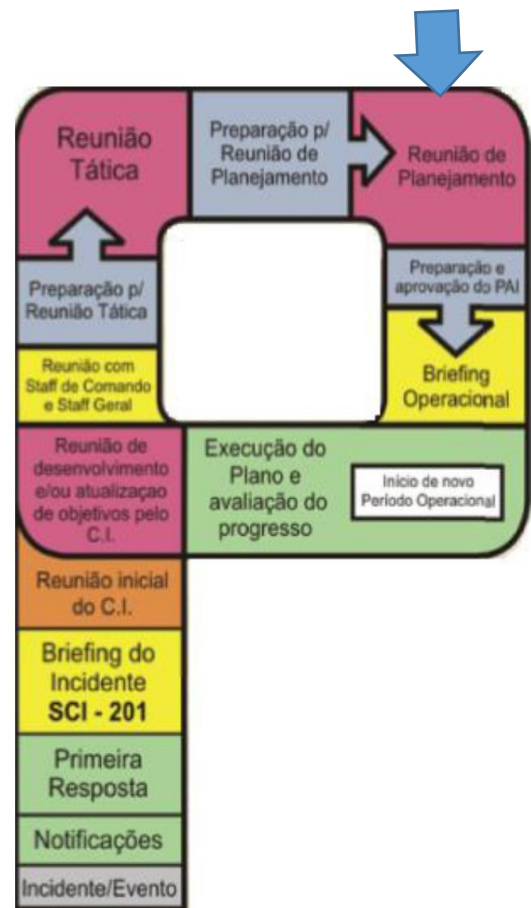 Reunião
Tática
Preparação p/
Reunião de
Planejamento
Reunião de
Planejamento
Preparação p/
Reunião Tática
Preparação e
aprovação do PAI
Reunião com
Staff de Comando
e Staff Geral
Briefing
Operacional
Reunião de
desenvolvimento
e/ou atualizaçao
de objetivos pelo
C.I.
Execução do
Plano e
avaliação do
progresso
Início de novo
Período Operacional
Reunião inicial
do C.I.
Briefing do
Incidente
SCI - 201
Primeira
Resposta
Notificações
Incidente/Evento